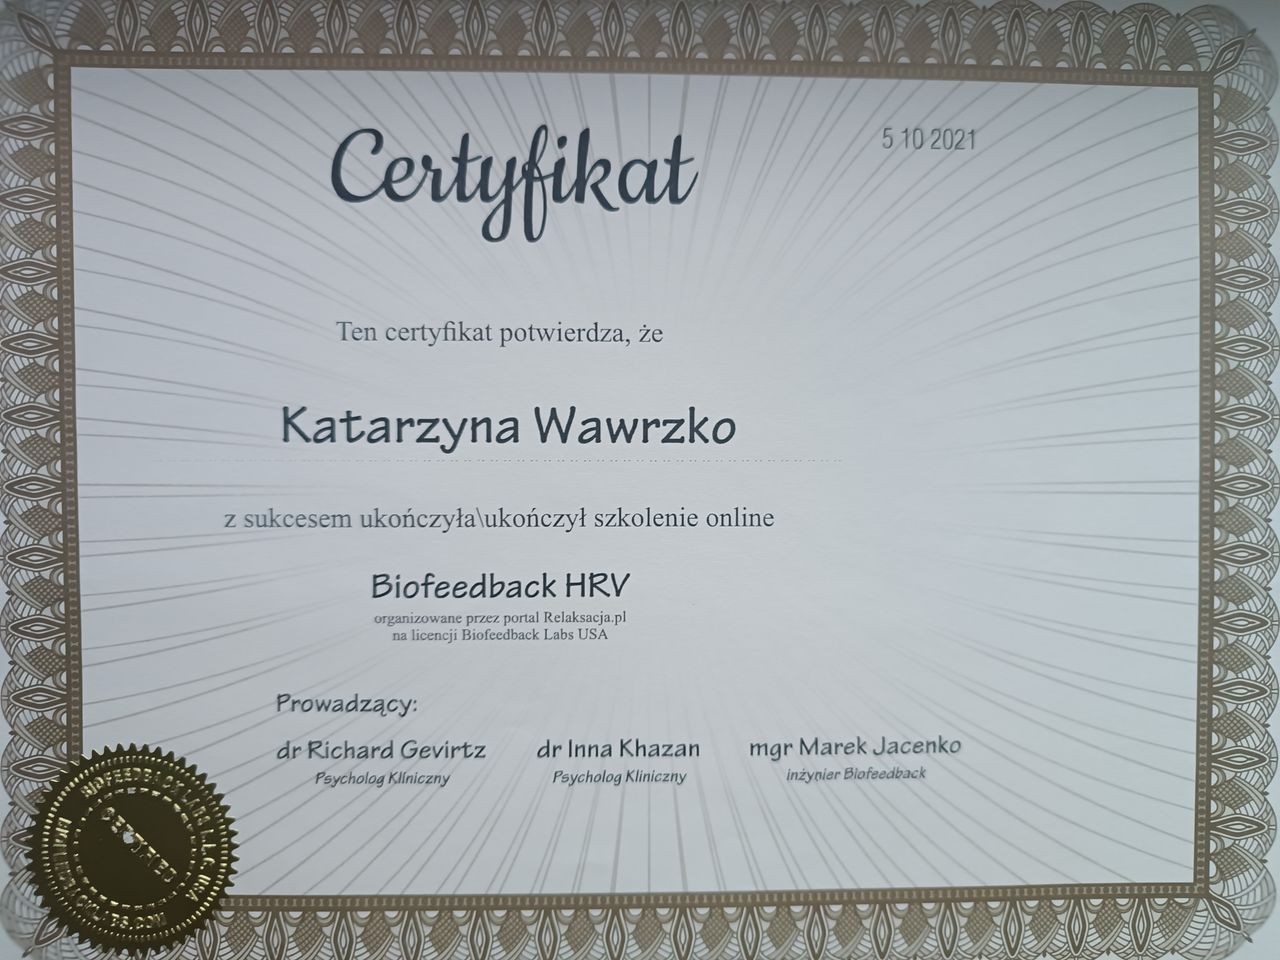 Certyfikat
5 10 2021
Ten certyfikat potwierdza, że
Katarzyna Wawrzko
z sukcesem ukończyła\ukończył szkolenie online
Biofeedback HRV
organizowane przez portal Relaksacja.pl
na licencji Biofeedback Labs USA
Prowadzący:
dr Richard Gevirtz
Psycholog Kliniczny
dr Inna Khazan
Psycholog Kliniczny
mgr Marek Jacenko
inżynier Biofeedback